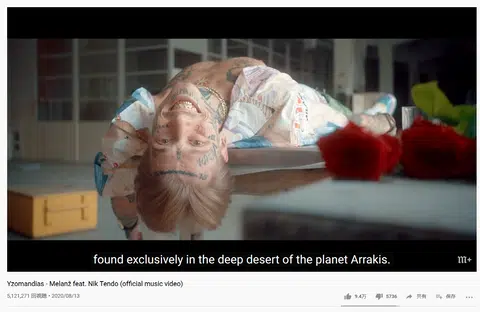 found exclusively in the deep desert of the planet Arrakis.
m+
Yzomandias - Melanž feat. Nik Tendo (official music video)
5,121,271 回視聴・2020/08/13
9.4万 5736 共有 保存 ...